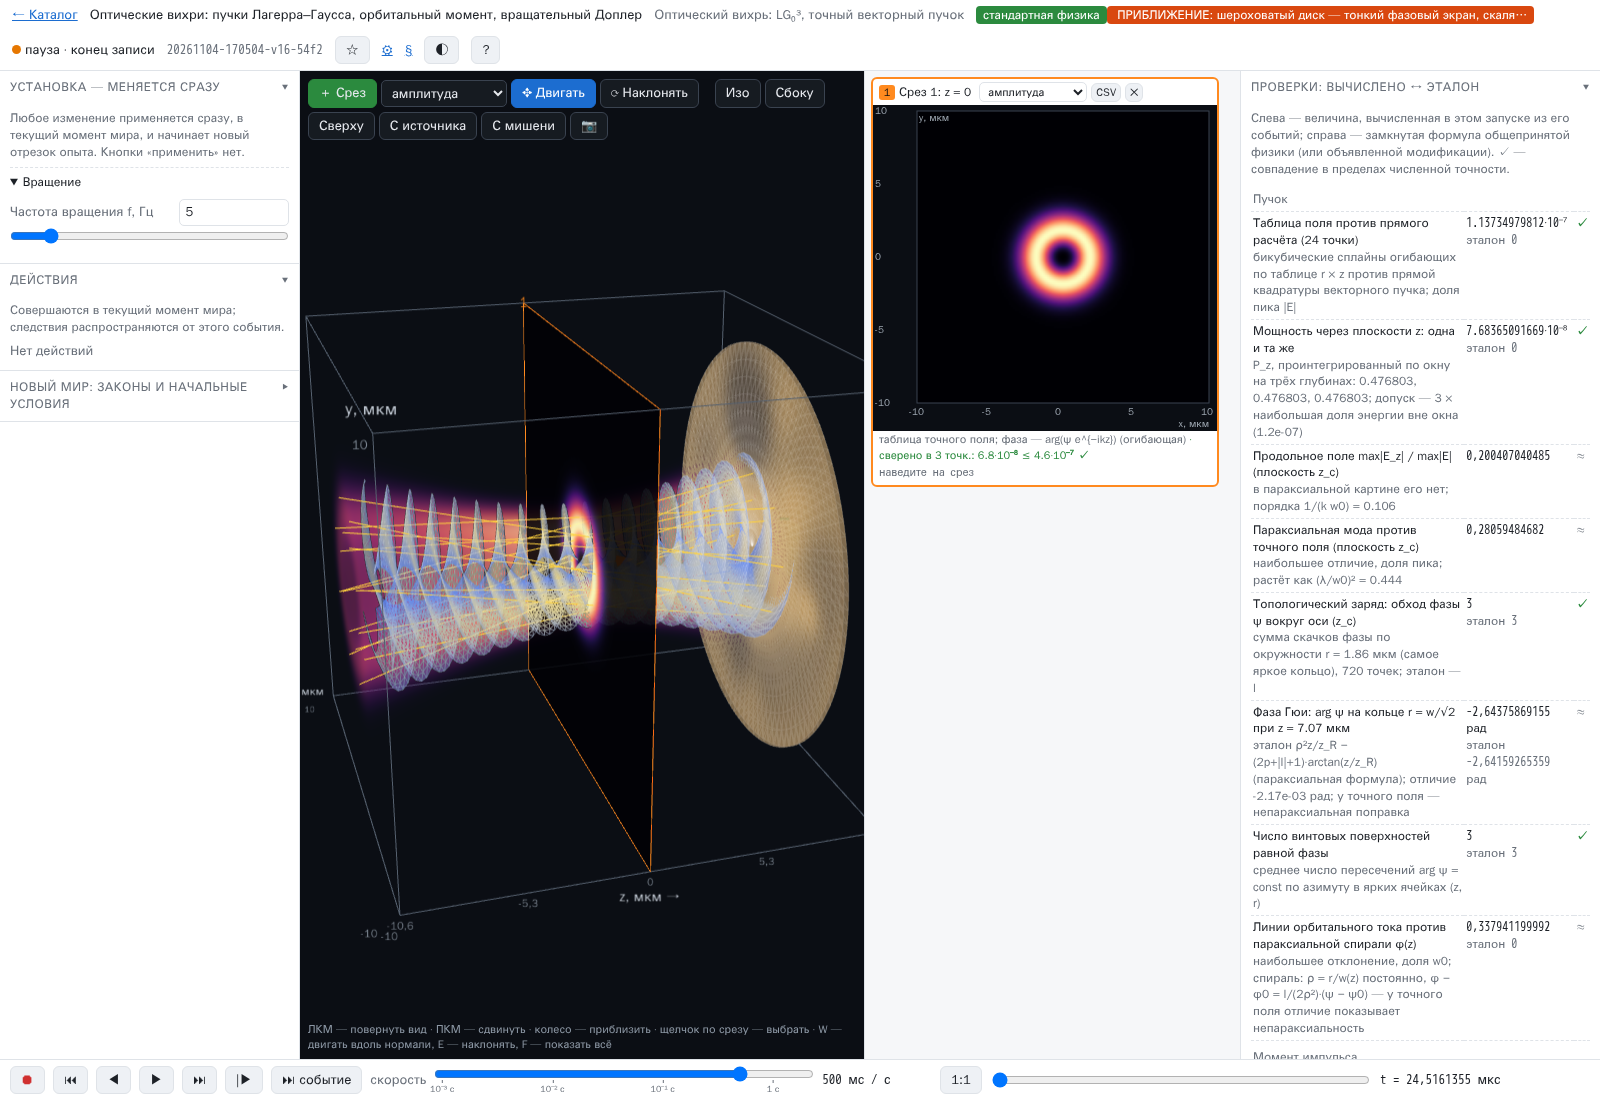 ← Каталог Оптические вихри: пучки Лагерра—Гаусса, орбитальный момент, вращательный Доплер Оптический вихрь: LG₀³, точный векторный пучок стандартная физика ПРИБЛИЖЕНИЕ: шероховатый диск — тонкий фазовый экран, скаля…
пауза · конец записи 20261104-170504-v16-54f2 ☆ ⚙ § ◐ ?
УСТАНОВКА — МЕНЯЕТСЯ СРАЗУ ▾
Любое изменение применяется сразу, в
текущий момент мира, и начинает новый
отрезок опыта. Кнопки «применить» нет.
▼ Вращение
Частота вращения f, Гц 5
ДЕЙСТВИЯ ▾
Совершаются в текущий момент мира;
следствия распространяются от этого события.
Нет действий
НОВЫЙ МИР: ЗАКОНЫ И НАЧАЛЬНЫЕ ▸
УСЛОВИЯ
+ Срез амплитуда ✥ Двигать ⟳ Наклонять Изо Сбоку
Сверху С источника С мишени 📷
1
y, мкм
10
мкм
10
5,3
0
z, мкм →
-5,3
-10,6
-10 -10
ЛКМ — повернуть вид · ПКМ — сдвинуть · колесо — приблизить · щелчок по срезу — выбрать · W —
двигать вдоль нормали, E — наклонять, F — показать всё
1 Срез 1: z = 0 амплитуда CSV ✕
10
y, мкм
5
0
-5
-10
-10 -5 0 5 10
x, мкм
таблица точного поля; фаза — arg(ψ e^(−ikz)) (огибающая) ·
сверено в 3 точк.: 6.8·10⁻⁸ ≤ 4.6·10⁻⁷ ✓
наведите на срез
ПРОВЕРКИ: ВЫЧИСЛЕНО ↔ ЭТАЛОН ▾
Слева — величина, вычисленная в этом запуске из его
событий; справа — замкнутая формула общепринятой
физики (или объявленной модификации). ✓ —
совпадение в пределах численной точности.
Пучок
Таблица поля против прямого 1.13734979812·10⁻⁷ ✓
расчёта (24 точки) эталон 0
бикубические сплайны огибающих
по таблице r × z против прямой
квадратуры векторного пучка; доля
пика |E|
Мощность через плоскости z: одна 7.68365091669·10⁻⁸ ✓
и та же эталон 0
P_z, проинтегрированный по окну
на трёх глубинах: 0.476803,
0.476803, 0.476803; допуск — 3 ×
наибольшая доля энергии вне окна
(1.2e-07)
Продольное поле max|E_z| / max|E| 0,200407040485 ≈
(плоскость z_c)
в параксиальной картине его нет;
порядка 1/(k w0) = 0.106
Параксиальная мода против 0,28059484682 ≈
точного поля (плоскость z_c)
наибольшее отличие, доля пика;
растёт как (λ/w0)² = 0.444
Топологический заряд: обход фазы 3 ✓
ψ вокруг оси (z_c) эталон 3
сумма скачков фазы по
окружности r = 1.86 мкм (самое
яркое кольцо), 720 точек; эталон —
l
Фаза Гюи: arg ψ на кольце r = w/√2 -2,64375869155 ≈
при z = 7.07 мкм рад
эталон ρ²z/z_R − эталон
(2p+|l|+1)·arctan(z/z_R) -2,64159265359
(параксиальная формула); отличие рад
-2.17e-03 рад; у точного поля —
непараксиальная поправка
Число винтовых поверхностей 3 ✓
равной фазы эталон 3
среднее число пересечений arg ψ =
const по азимуту в ярких ячейках (z,
r)
Линии орбитального тока против 0,337941199992 ≈
параксиальной спирали φ(z) эталон 0
наибольшее отклонение, доля w0;
спираль: ρ = r/w(z) постоянно, φ −
φ0 = l/(2ρ²)·(ψ − ψ0) — у точного
поля отличие показывает
непараксиальность
Момент импульса
⏺ ⏮ ◀ ▶ ⏭ |▶ ⏭ событие скорость 10⁻³ с 10⁻² с 10⁻¹ с 1 с 500 мс / с 1:1 t = 24,5161355 мкс